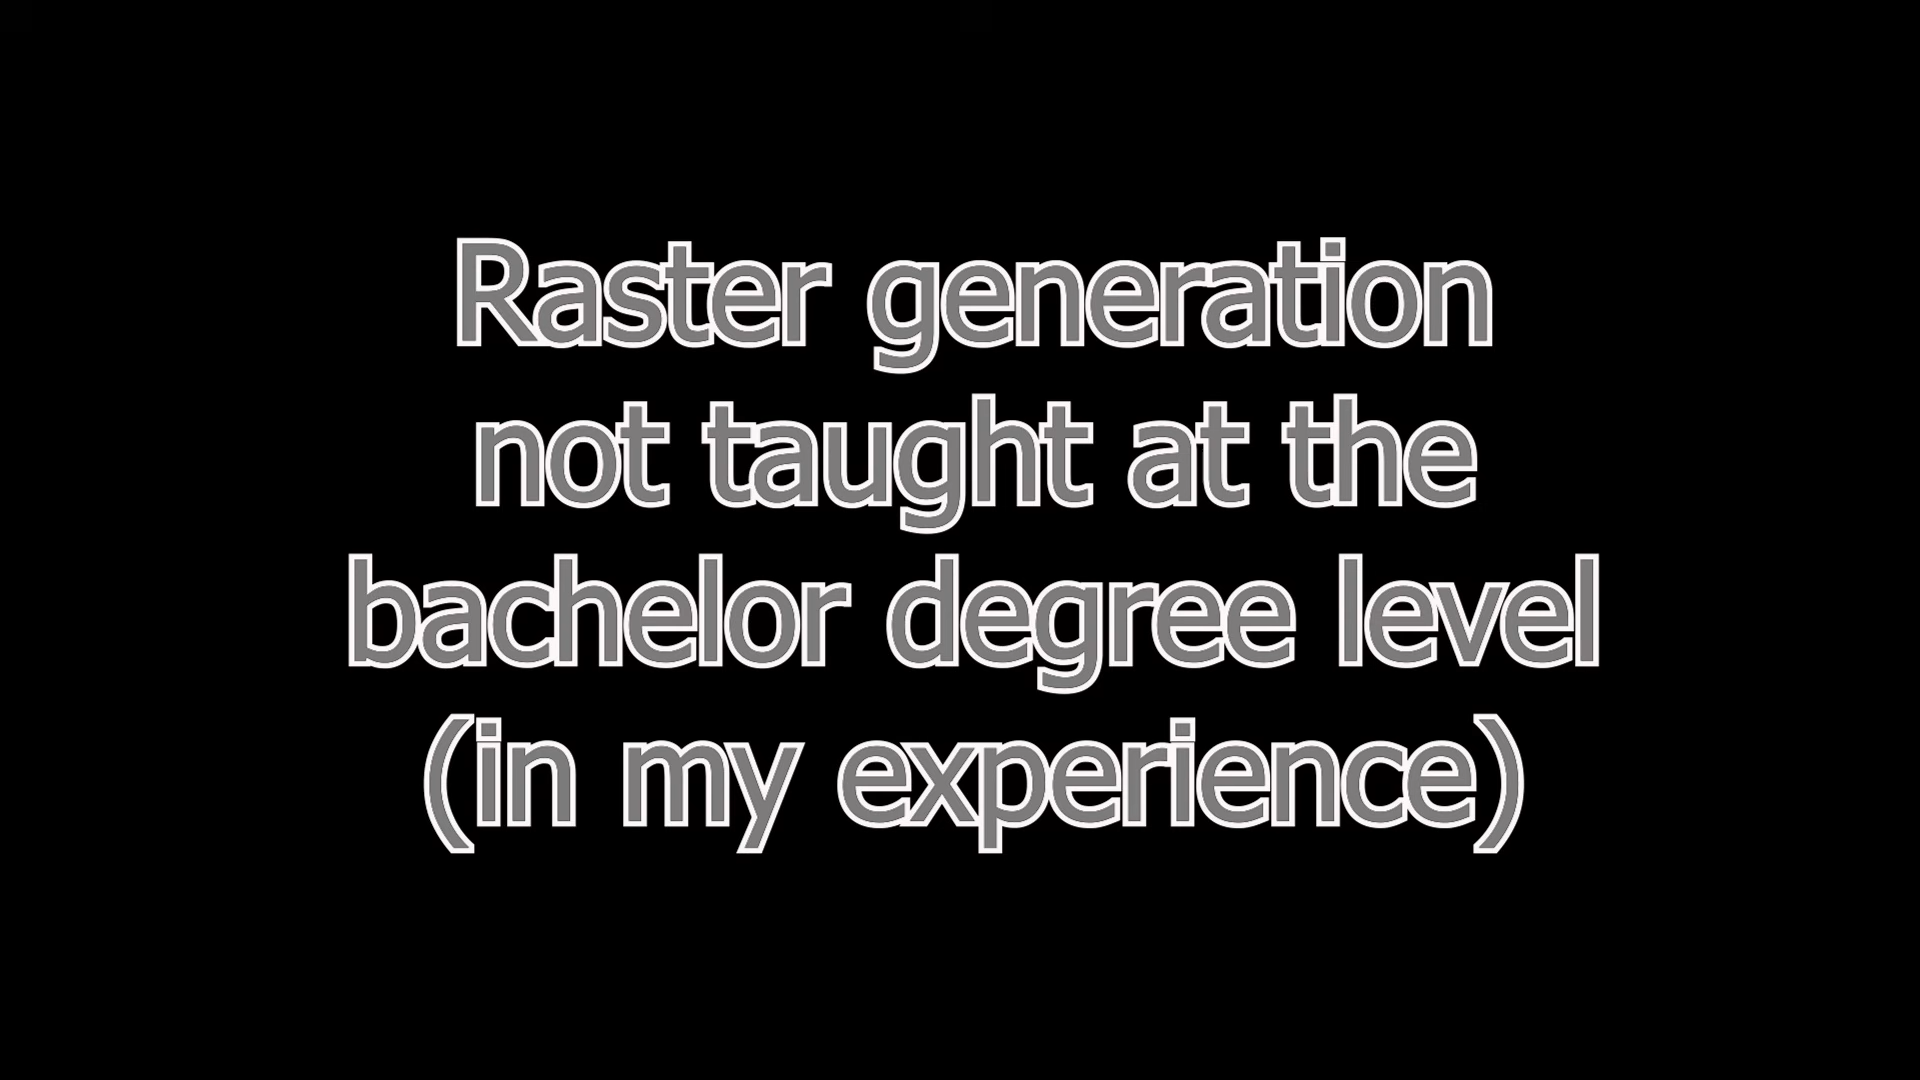 Raster generation
not taught at the
bachelor degree level
(in my experience)